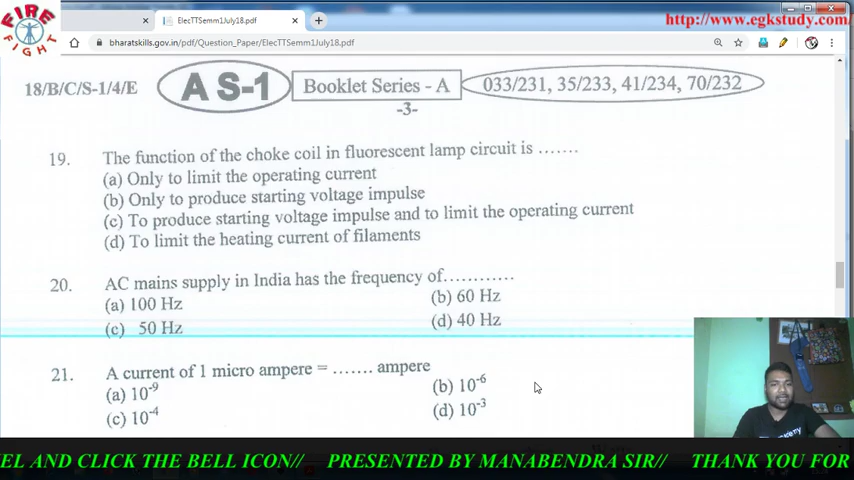 FIRE
FIGHT
ElecTTSemm1July18.pdf
http://www.egkstudy.com
bharatskills.gov.in/pdf/Question_Paper/ElecTTSemm1July18.pdf
18/B/C/S-1/4/E
A S-1
Booklet Series - A
033/231, 35/233, 41/234, 70/232
-3-
19. The function of the choke coil in fluorescent lamp circuit is .......
(a) Only to limit the operating current
(b) Only to produce starting voltage impulse
(c) To produce starting voltage impulse and to limit the operating current
(d) To limit the heating current of filaments
20. AC mains supply in India has the frequency of............
(a) 100 Hz (b) 60 Hz
(c) 50 Hz (d) 40 Hz
21. A current of 1 micro ampere = ....... ampere
(a) 10⁻⁹ (b) 10⁻⁶
(c) 10⁻⁴ (d) 10⁻³
EL AND CLICK THE BELL ICON// PRESENTED BY MANABENDRA SIR// THANK YOU FOR